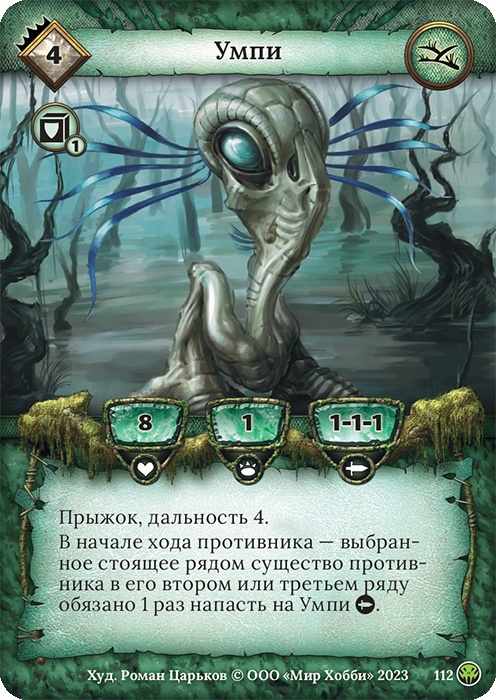 4
Умпи
1
8
1
1-1-1
Прыжок, дальность 4.
В начале хода противника — выбран-
ное стоящее рядом существо против-
ника в его втором или третьем ряду
обязано 1 раз напасть на Умпи
.
Худ. Роман Царьков © ООО «Мир Хобби» 2023
112